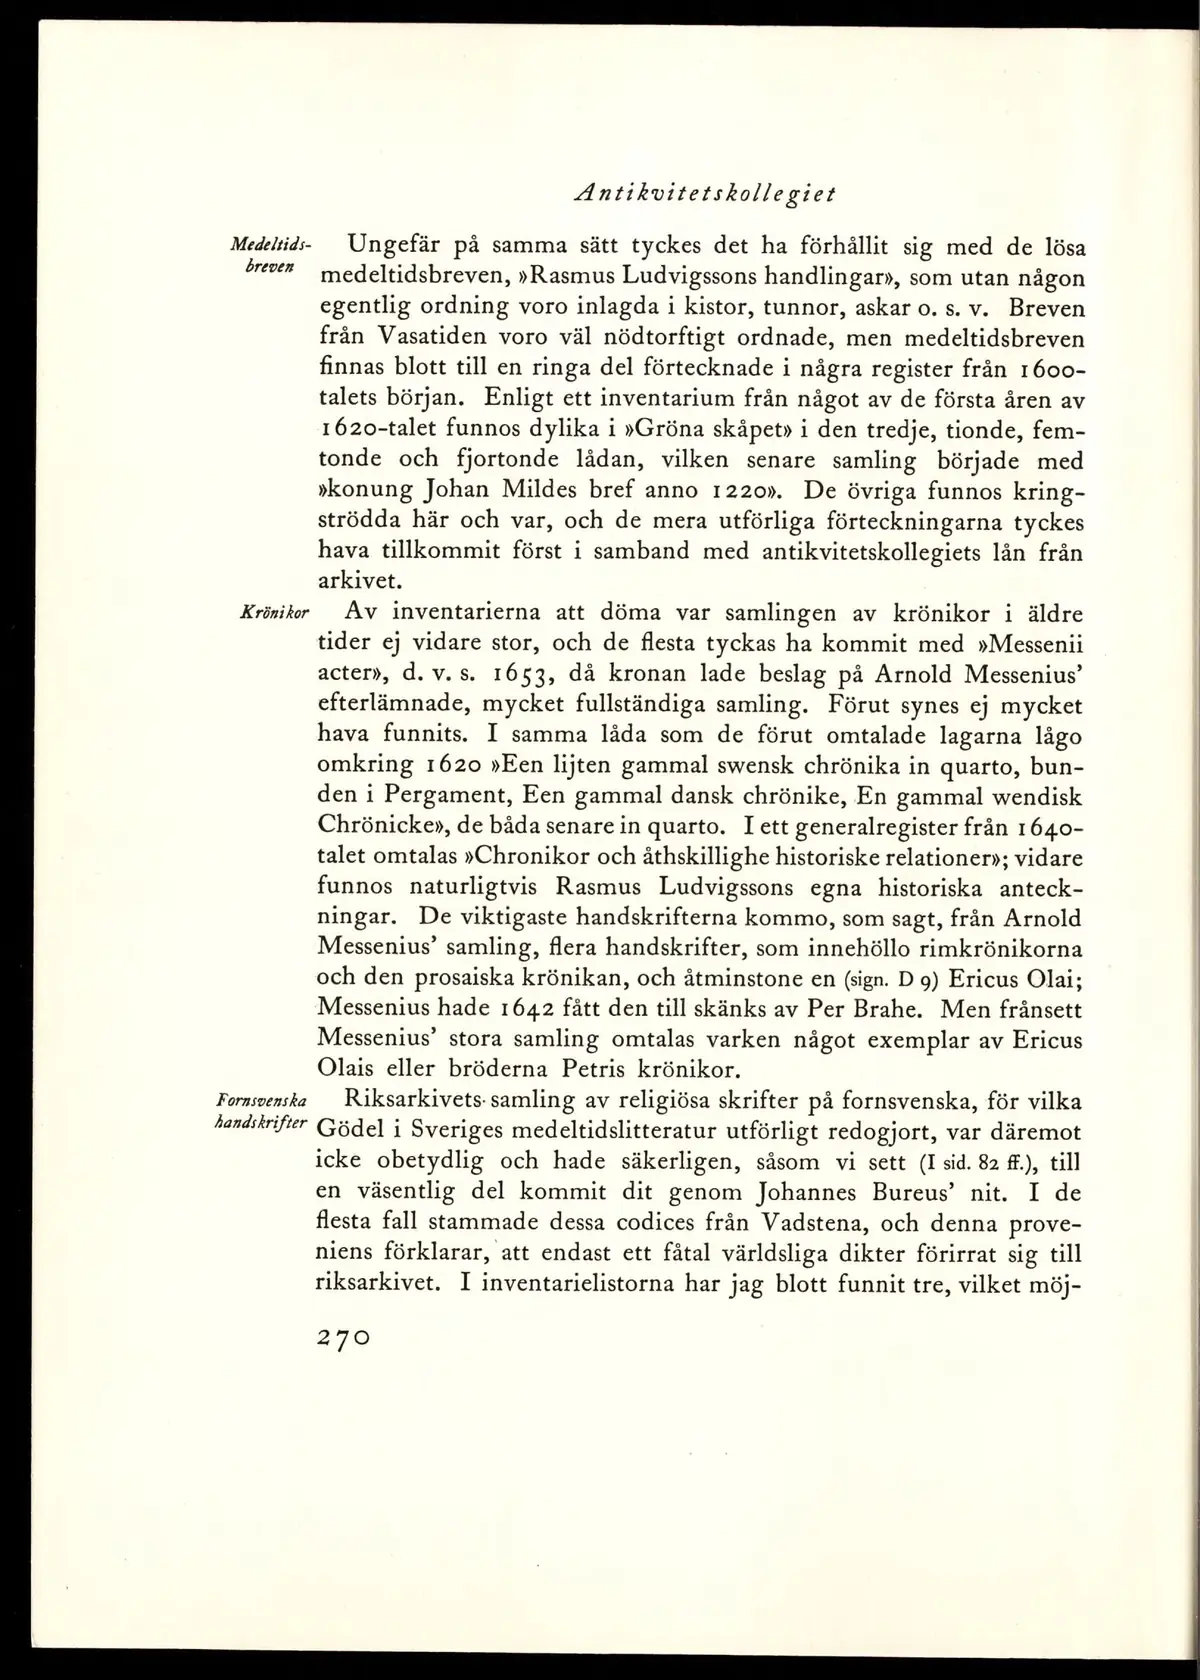 Antikvitetskollegiet
Medeltids-
breven
Ungefär på samma sätt tyckes det ha förhållit sig med de lösa
medeltidsbreven, »Rasmus Ludvigssons handlingar», som utan någon
egentlig ordning voro inlagda i kistor, tunnor, askar o. s. v. Breven
från Vasatiden voro väl nödtorftigt ordnade, men medeltidsbreven
finnas blott till en ringa del förtecknade i några register från 1600-
talets början. Enligt ett inventarium från något av de första åren av
1620-talet funnos dylika i »Gröna skåpet» i den tredje, tionde, fem-
tonde och fjortonde lådan, vilken senare samling började med
»konung Johan Mildes bref anno 1220». De övriga funnos kring-
strödda här och var, och de mera utförliga förteckningarna tyckes
hava tillkommit först i samband med antikvitetskollegiets lån från
arkivet.
Krönikor
Av inventarierna att döma var samlingen av krönikor i äldre
tider ej vidare stor, och de flesta tyckas ha kommit med »Messenii
acter», d. v. s. 1653, då kronan lade beslag på Arnold Messenius’
efterlämnade, mycket fullständiga samling. Förut synes ej mycket
hava funnits. I samma låda som de förut omtalade lagarna lågo
omkring 1620 »Een lijten gammal swensk chrönika in quarto, bun-
den i Pergament, Een gammal dansk chrönike, En gammal wendisk
Chrönicke», de båda senare in quarto. I ett generalregister från 1640-
talet omtalas »Chronikor och åthskillighe historiske relationer»; vidare
funnos naturligtvis Rasmus Ludvigssons egna historiska anteck-
ningar. De viktigaste handskrifterna kommo, som sagt, från Arnold
Messenius’ samling, flera handskrifter, som innehöllo rimkrönikorna
och den prosaiska krönikan, och åtminstone en (sign. D 9) Ericus Olai;
Messenius hade 1642 fått den till skänks av Per Brahe. Men frånsett
Messenius’ stora samling omtalas varken något exemplar av Ericus
Olais eller bröderna Petris krönikor.
Fornsvenska
handskrifter
Riksarkivets samling av religiösa skrifter på fornsvenska, för vilka
Gödel i Sveriges medeltidslitteratur utförligt redogjort, var däremot
icke obetydlig och hade säkerligen, såsom vi sett (I sid. 82 ff.), till
en väsentlig del kommit dit genom Johannes Bureus’ nit. I de
flesta fall stammade dessa codices från Vadstena, och denna prove-
niens förklarar, att endast ett fåtal världsliga dikter förirrat sig till
riksarkivet. I inventarielistorna har jag blott funnit tre, vilket möj-
270